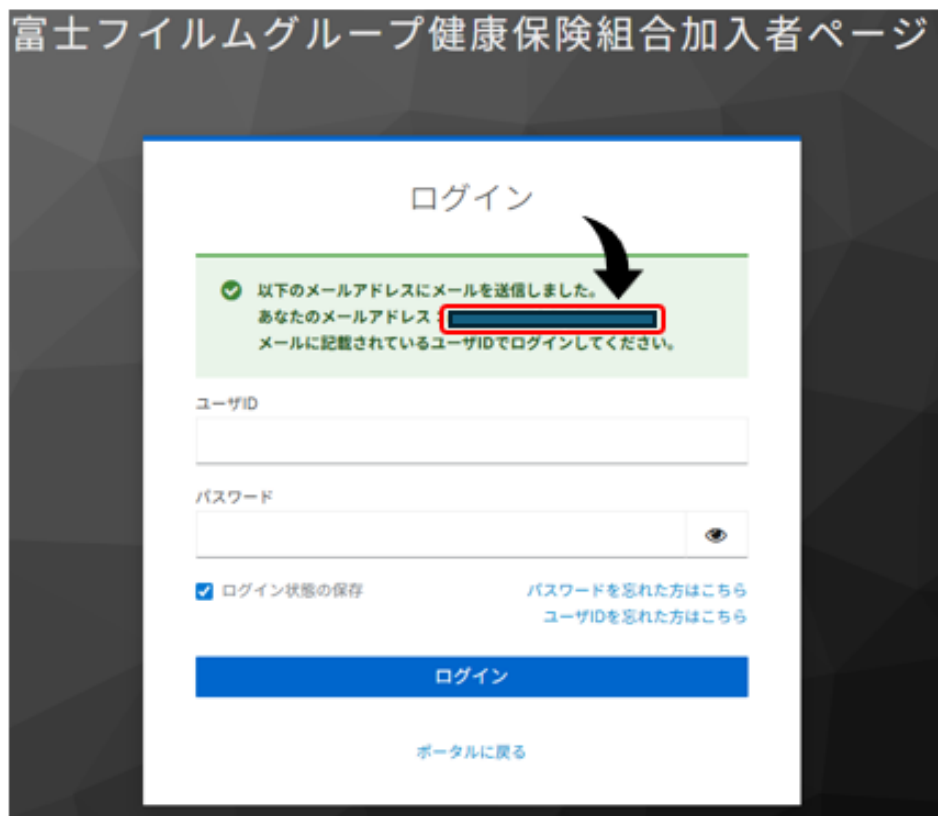 富士フイルムグループ健康保険組合加入者ページ
ログイン
以下のメールアドレスにメールを送信しました。
あなたのメールアドレス：
メールに記載されているユーザIDでログインしてください。
ユーザID
パスワード
ログイン状態の保存
パスワードを忘れた方はこちら
ユーザIDを忘れた方はこちら
ログイン
ポータルに戻る